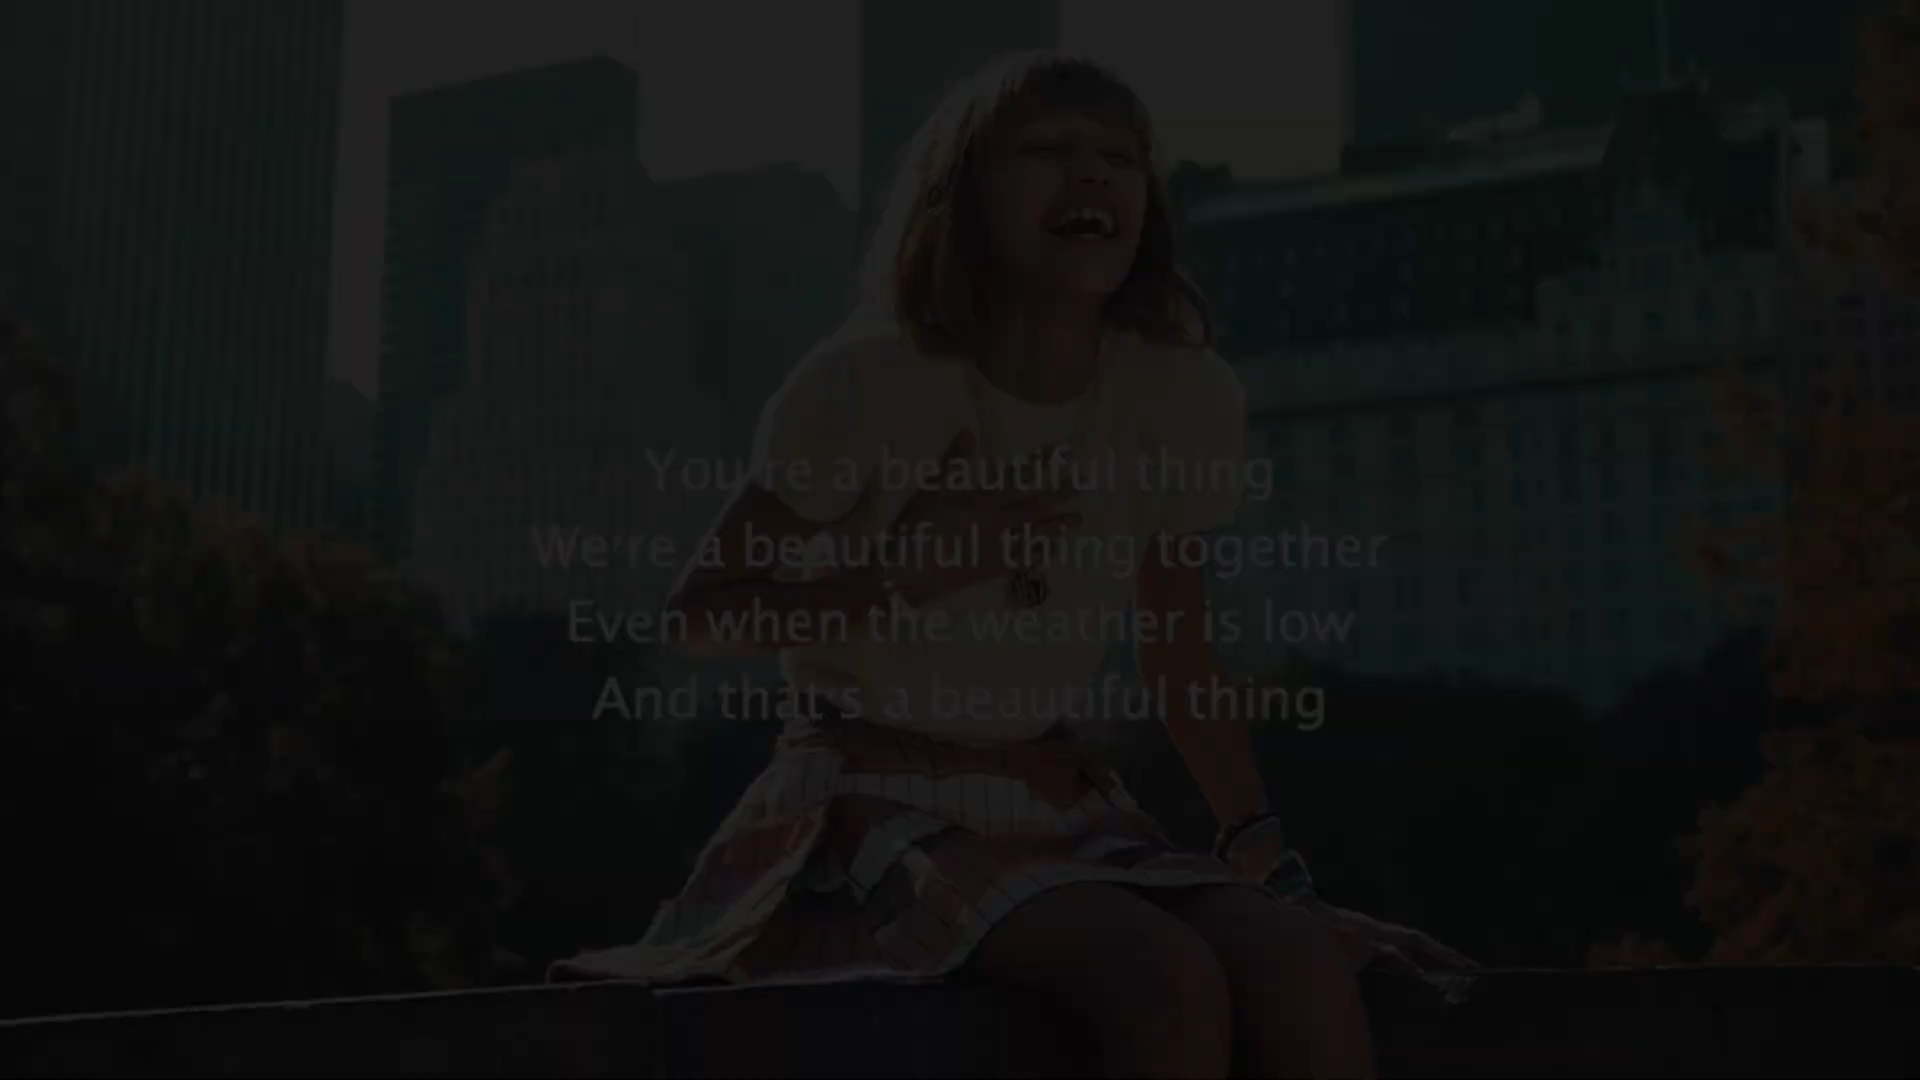 You're a beautiful thing
We're a beautiful thing together
Even when the weather is low
And that's a beautiful thing